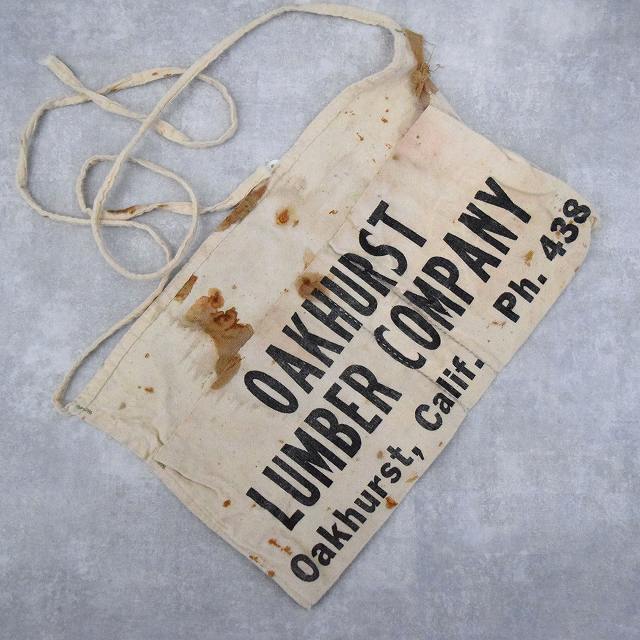 OAKHURST
LUMBER COMPANY
Oakhurst, Calif. Ph. 438